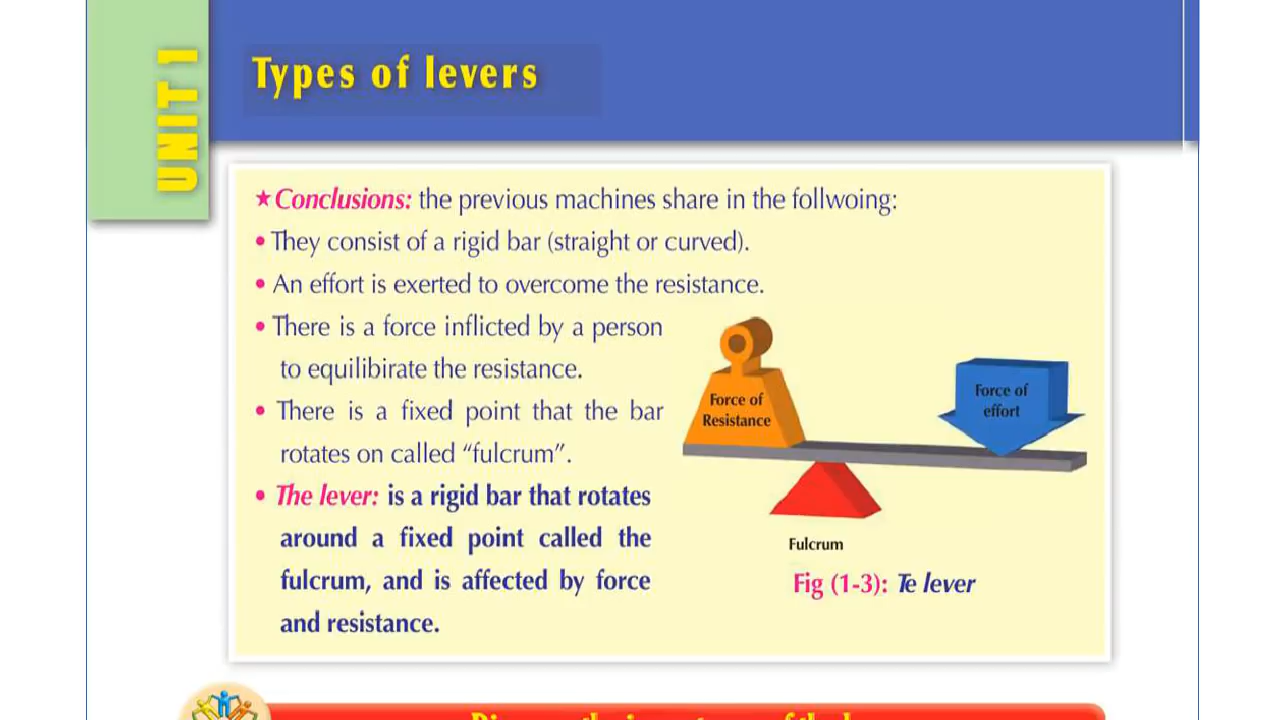 UNIT 1
Types of levers
★Conclusions: the previous machines share in the follwoing:
• They consist of a rigid bar (straight or curved).
• An effort is exerted to overcome the resistance.
• There is a force inflicted by a person
to equilibirate the resistance.
• There is a fixed point that the bar
rotates on called “fulcrum”.
• The lever: is a rigid bar that rotates
around a fixed point called the
fulcrum, and is affected by force
and resistance.
Force of
Resistance
Force of
effort
Fulcrum
Fig (1-3): Te lever